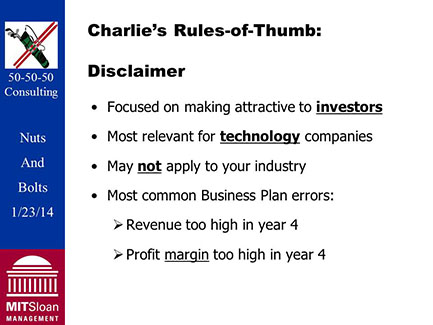 Charlie's Rules-of-Thumb:
Disclaimer
• Focused on making attractive to investors
• Most relevant for technology companies
• May not apply to your industry
• Most common Business Plan errors:
➢ Revenue too high in year 4
➢ Profit margin too high in year 4
50-50-50
Consulting
Nuts
And
Bolts
1/23/14
MITSloan
MANAGEMENT